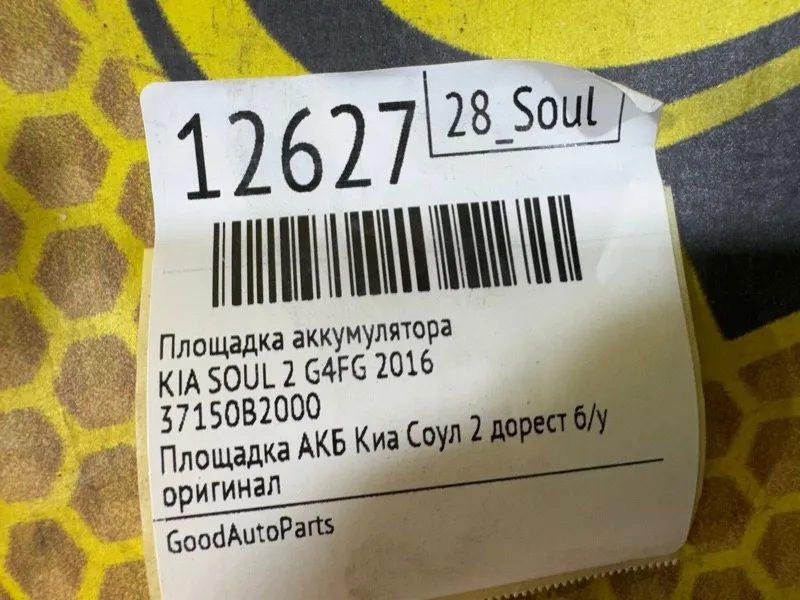 12627
28_Soul
Площадка аккумулятора
KIA SOUL 2 G4FG 2016
37150B2000
Площадка АКБ Киа Соул 2 дорест б/у
оригинал
GoodAutoParts